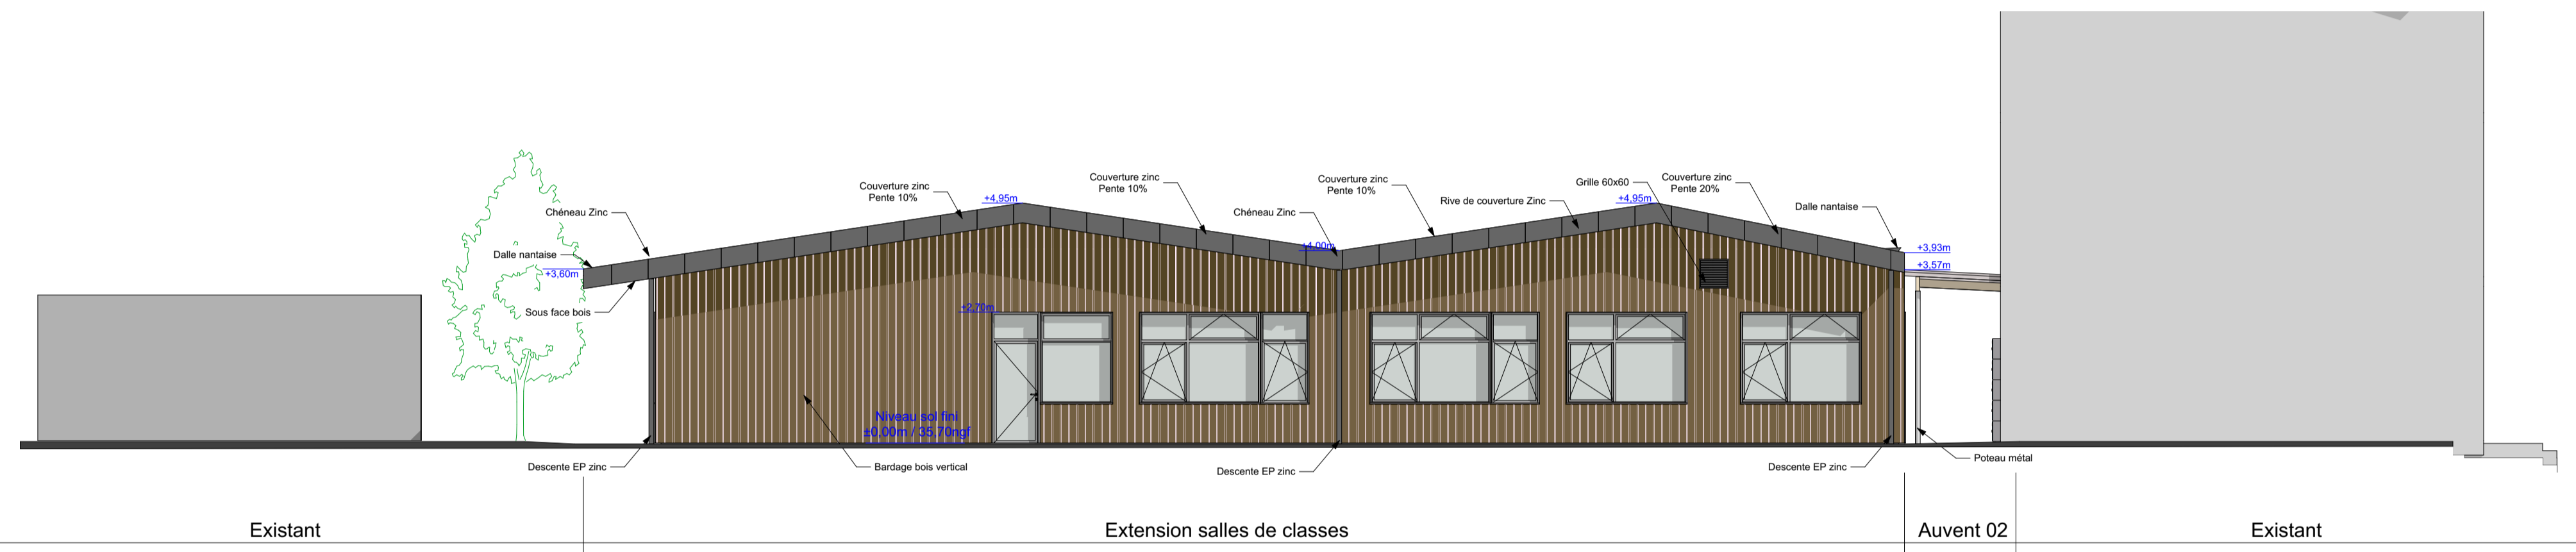 Couverture zinc
Pente 10%
+4,95m
Couverture zinc
Pente 10%
Chéneau Zinc
Couverture zinc
Pente 10%
Rive de couverture Zinc
Grille 60x60
+4,95m
Couverture zinc
Pente 20%
Dalle nantaise
Chéneau Zinc
Dalle nantaise
+3,60m
Sous face bois
+4,00m
+3,93m
+3,57m
+2,70m
Niveau sol fini
±0,00m / 35,70ngf
Descente EP zinc
Bardage bois vertical
Descente EP zinc
Descente EP zinc
Poteau métal
Existant
Extension salles de classes
Auvent 02
Existant